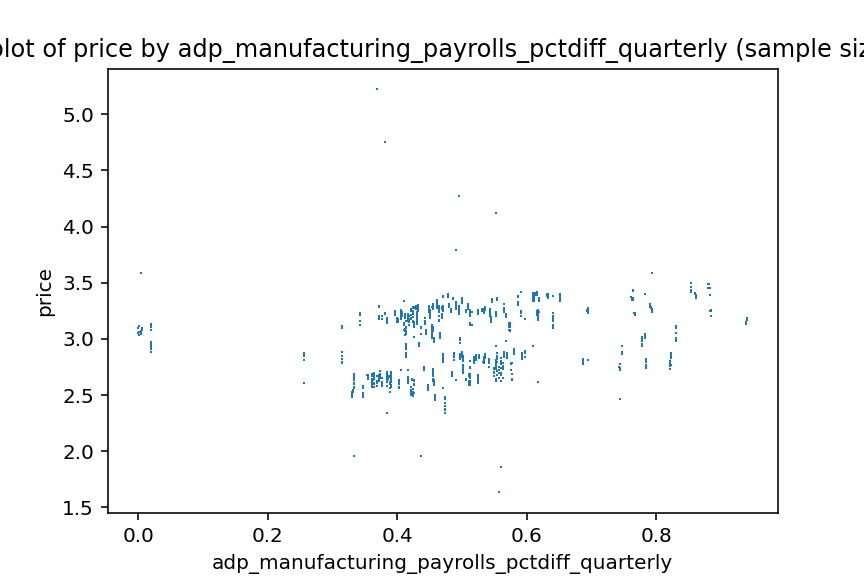 plot of price by adp_manufacturing_payrolls_pctdiff_quarterly (sample siz
5.0
4.5
4.0
3.5
3.0
2.5
2.0
1.5
price
0.0 0.2 0.4 0.6 0.8
adp_manufacturing_payrolls_pctdiff_quarterly